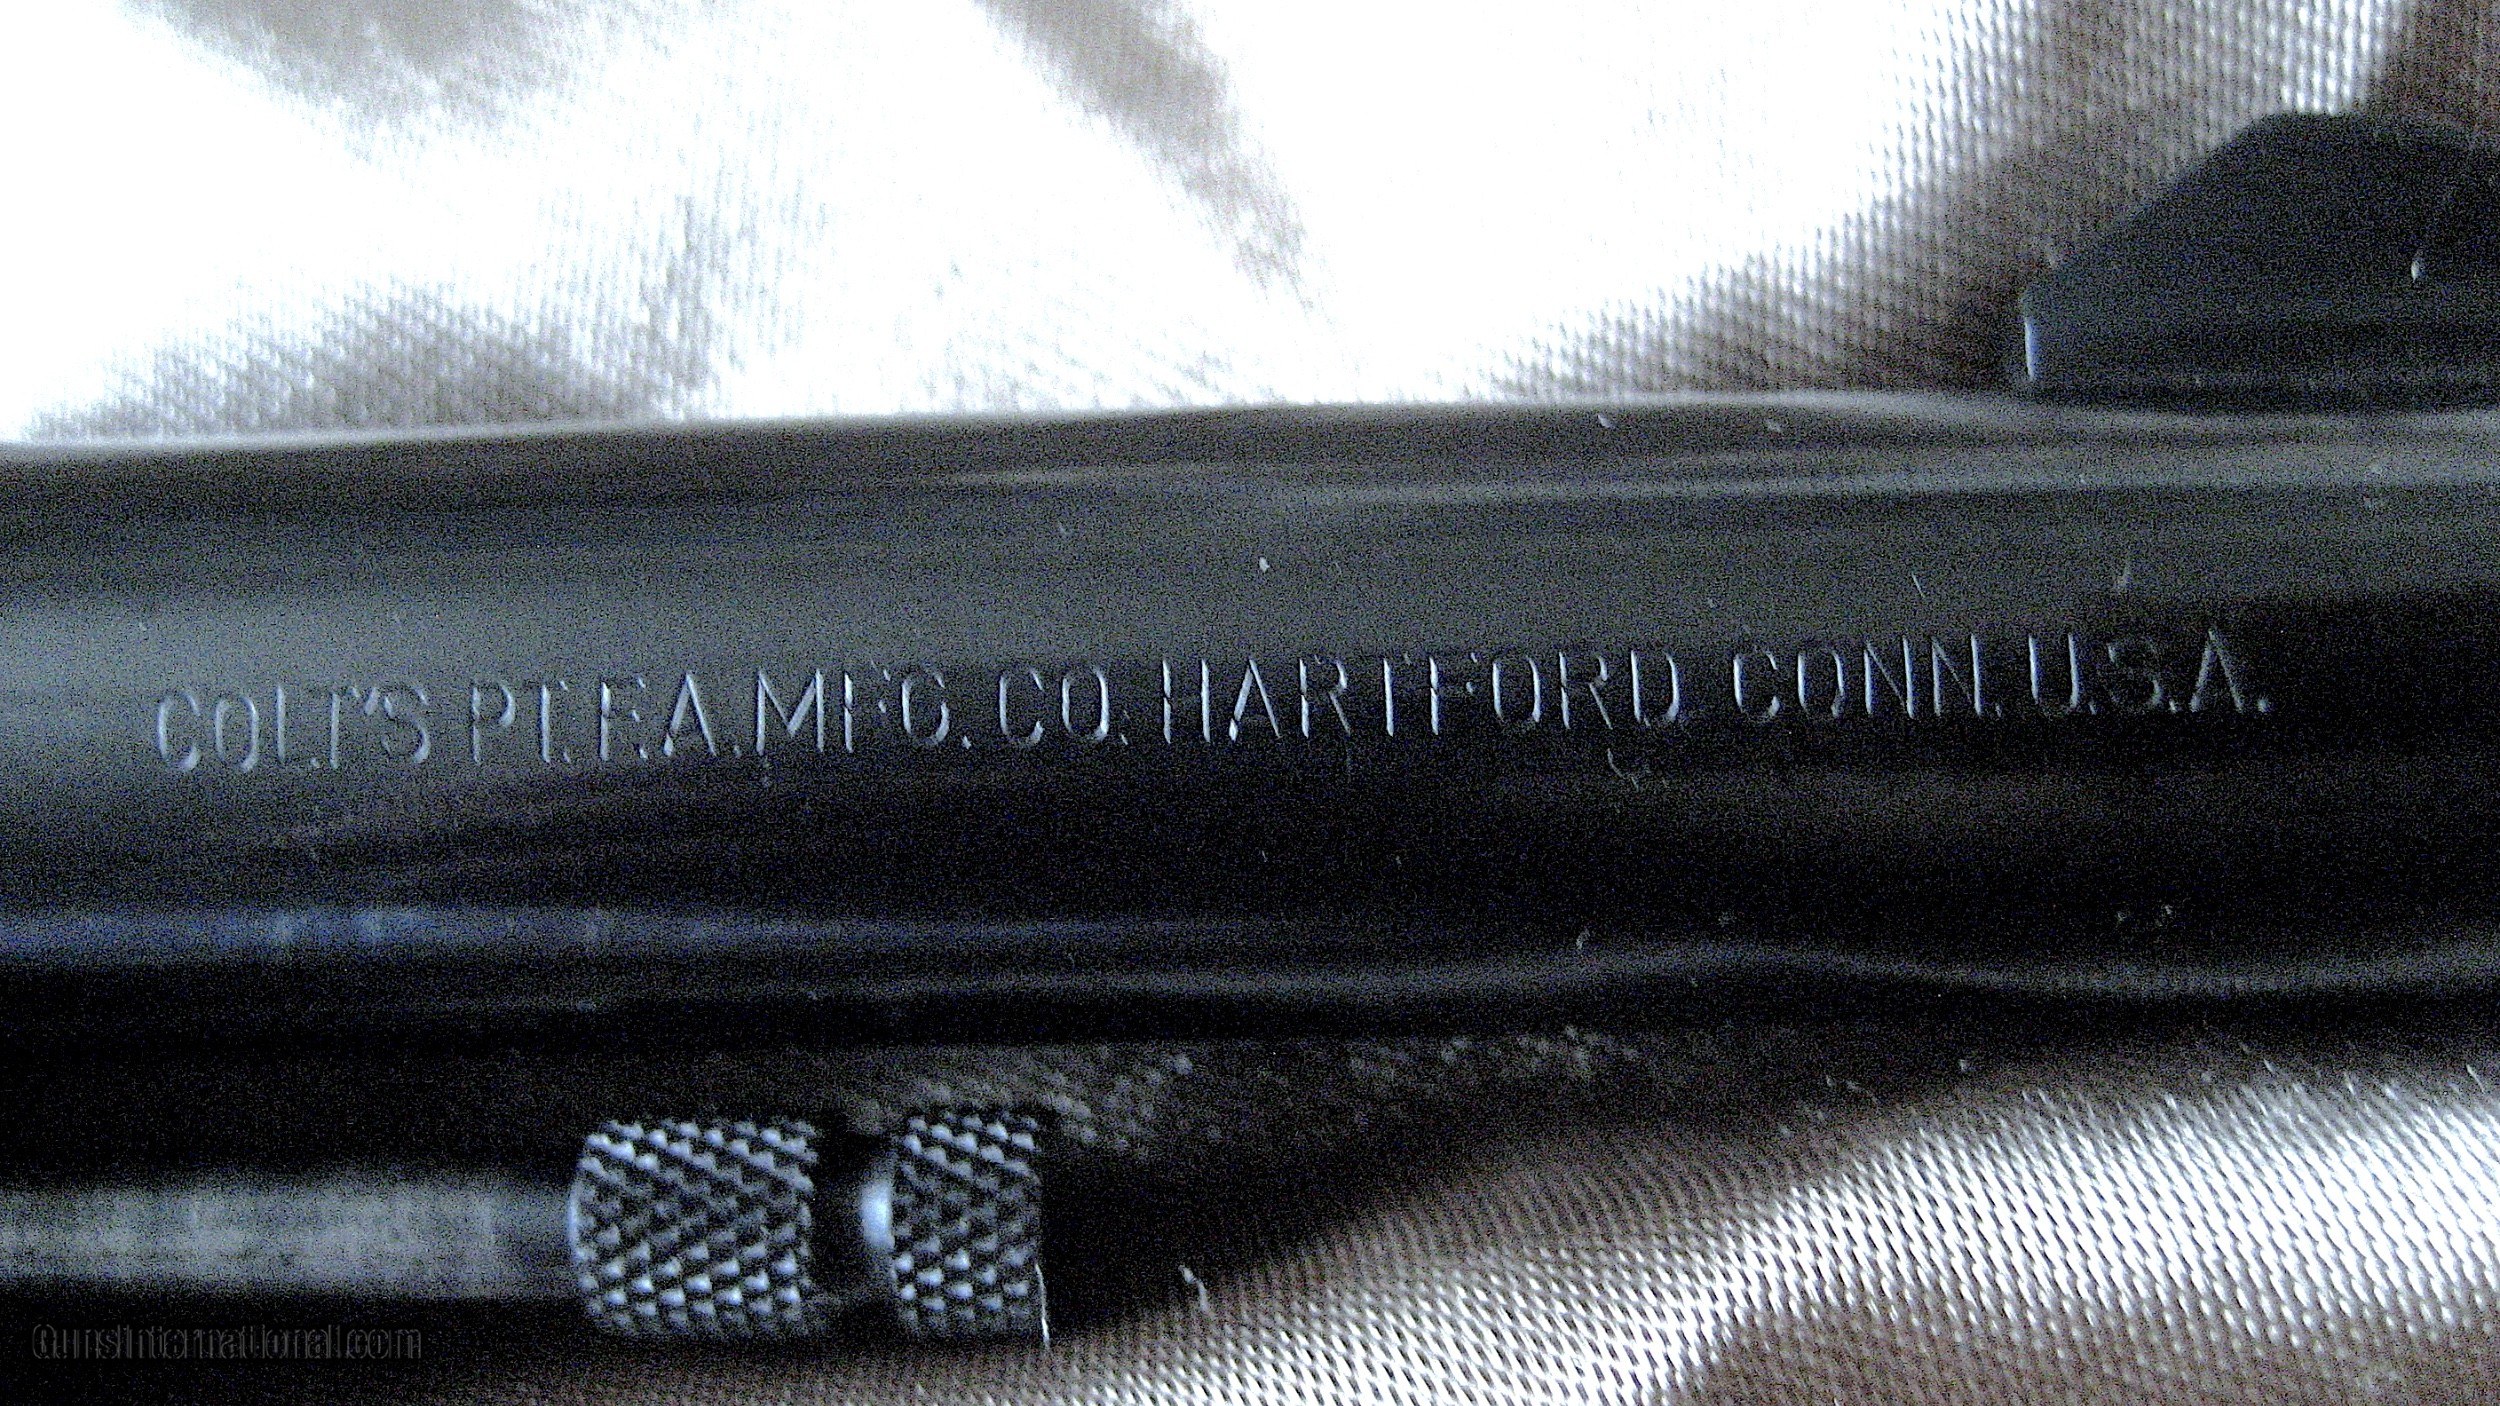 COLT'S PT.F.A.MFG.CO.HARTFORD CONN.U.S.A.
GunsInternational.com